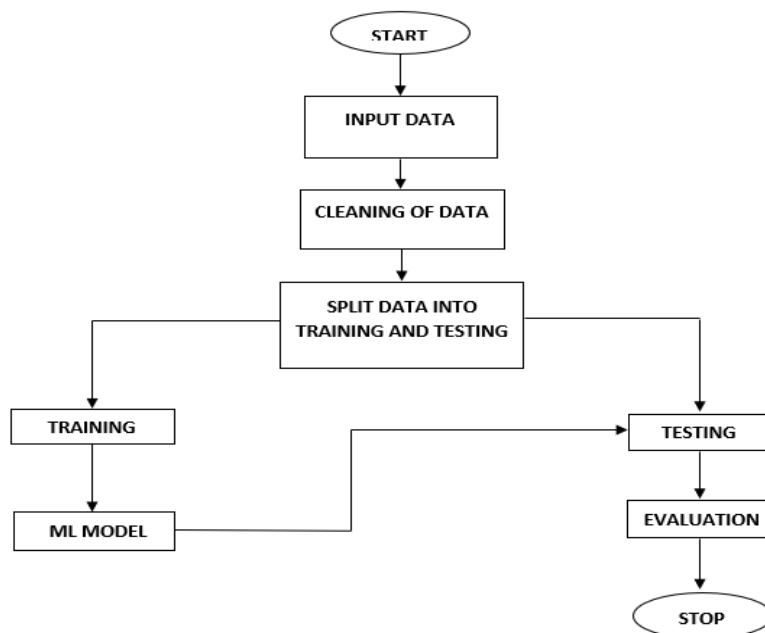 START
INPUT DATA
CLEANING OF DATA
SPLIT DATA INTO
TRAINING AND TESTING
TRAINING
TESTING
ML MODEL
EVALUATION
STOP